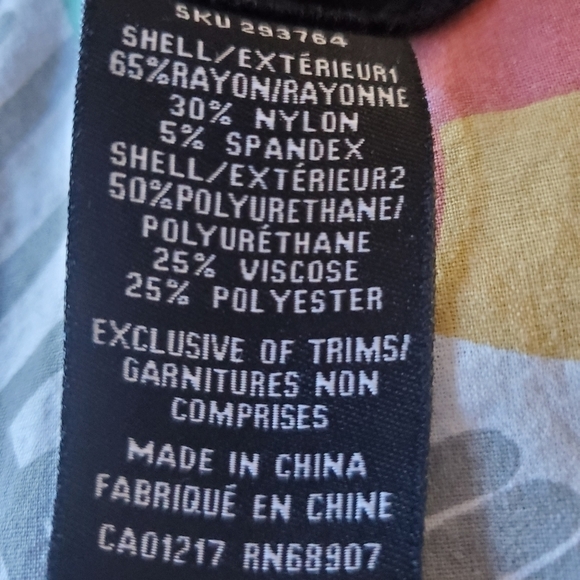 SKU 293764
SHELL/EXTÉRIEUR1
65%RAYON/RAYONNE
30% NYLON
5% SPANDEX
SHELL/EXTÉRIEUR2
50%POLYURETHANE/
POLYURÉTHANE
25% VISCOSE
25% POLYESTER
EXCLUSIVE OF TRIMS/
GARNITURES NON
COMPRISES
MADE IN CHINA
FABRIQUÉ EN CHINE
CA01217 RN68907